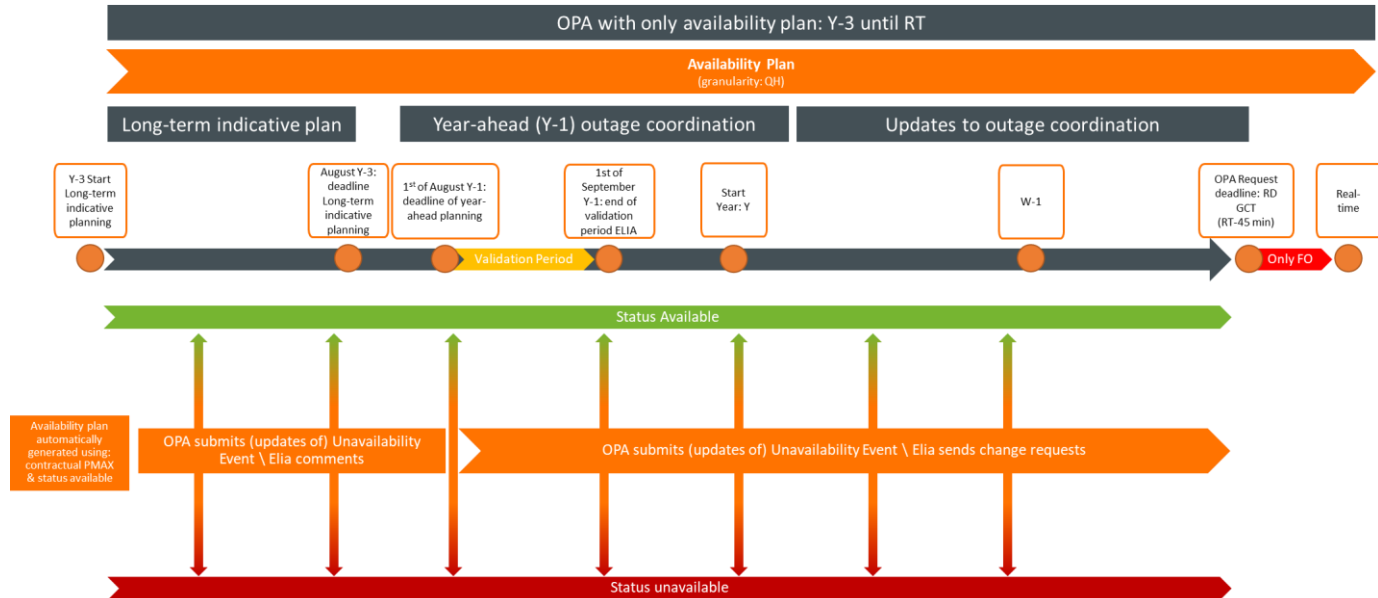 OPA with only availability plan: Y-3 until RT
Availability Plan
(granularity: QH)
Long-term indicative plan
Year-ahead (Y-1) outage coordination
Updates to outage coordination
Y-3 Start
Long-term
indicative
planning
August Y-3:
deadline
Long-term
indicative
planning
1st of August Y-1:
deadline of year-
ahead planning
1st of
September
Y-1: end of
validation
period ELIA
Start
Year: Y
W-1
OPA Request
deadline: RD
GCT
(RT-45 min)
Real-
time
Validation Period
Only FO
Status Available
Availability plan
automatically
generated using:
contractual PMAX
& status available
OPA submits (updates of) Unavailability
Event \ Elia comments
OPA submits (updates of) Unavailability Event \ Elia sends change requests
Status unavailable